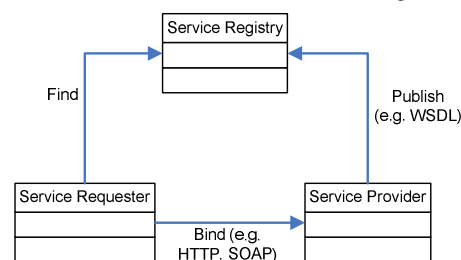 Service Registry
Find
Publish
(e.g. WSDL)
Service Requester
Service Provider
Bind (e.g.
HTTP, SOAP)